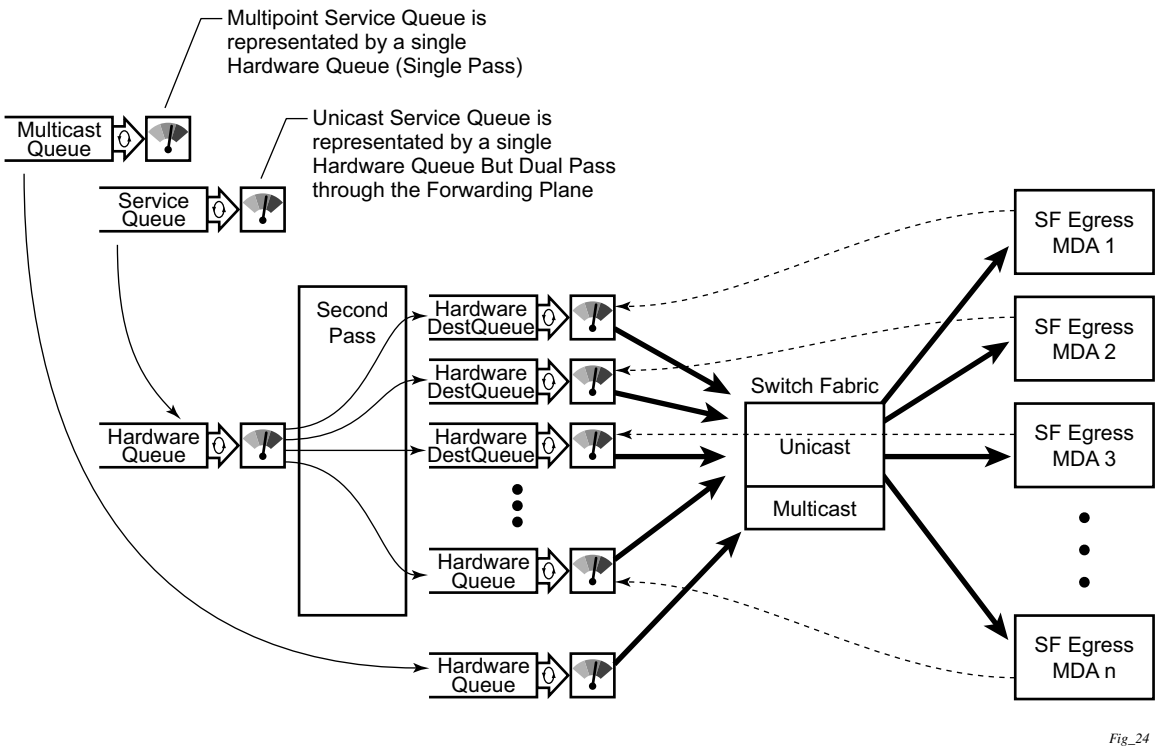 Multipoint Service Queue is
representated by a single
Hardware Queue (Single Pass)
Unicast Service Queue is
representated by a single
Hardware Queue But Dual Pass
through the Forwarding Plane
Multicast
Queue
Service
Queue
SF Egress
MDA 1
Second
Pass
Hardware
DestQueue
SF Egress
MDA 2
Hardware
DestQueue
Switch Fabric
Hardware
Queue
Hardware
DestQueue
Unicast
SF Egress
MDA 3
Multicast
Hardware
Queue
SF Egress
MDA n
Hardware
Queue
Fig_24